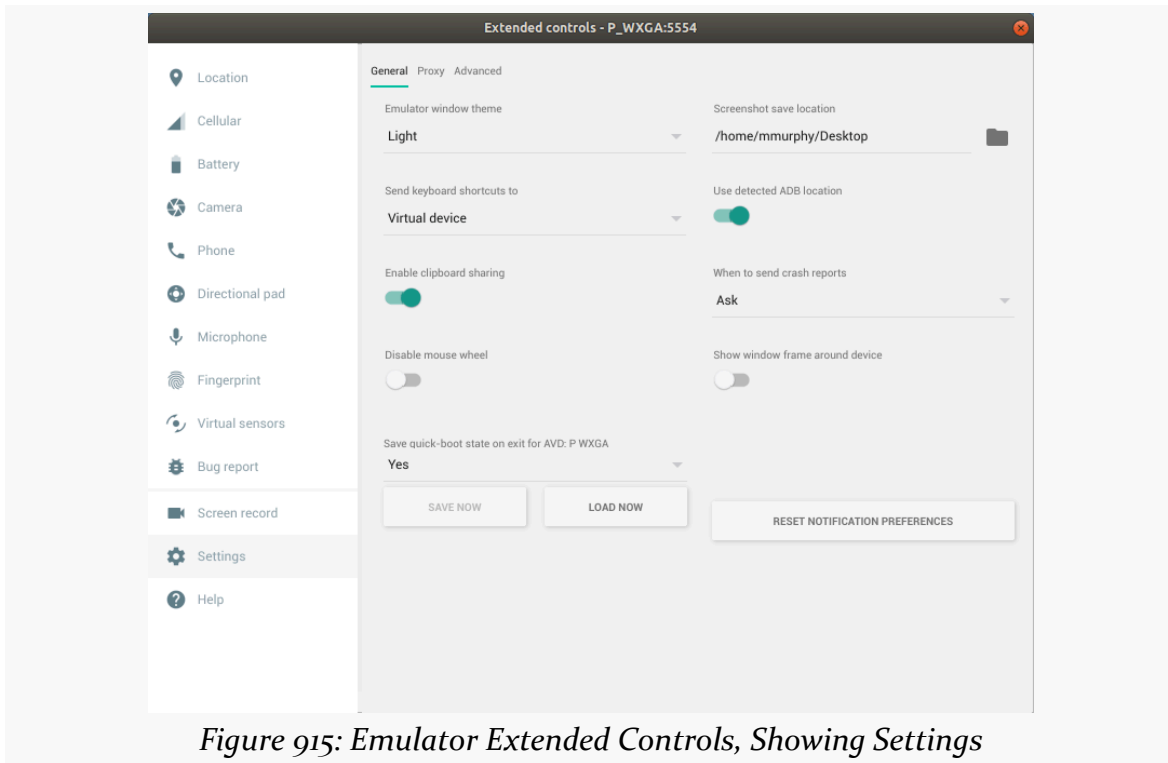 Extended controls - P_WXGA:5554
Location
Cellular
Battery
Camera
Phone
Directional pad
Microphone
Fingerprint
Virtual sensors
Bug report
Screen record
Settings
Help
General Proxy Advanced
Emulator window theme
Light
Screenshot save location
/home/mmurphy/Desktop
Send keyboard shortcuts to
Virtual device
Use detected ADB location
Enable clipboard sharing
When to send crash reports
Ask
Disable mouse wheel
Show window frame around device
Save quick-boot state on exit for AVD: P WXGA
Yes
SAVE NOW
LOAD NOW
RESET NOTIFICATION PREFERENCES
Figure 915: Emulator Extended Controls, Showing Settings